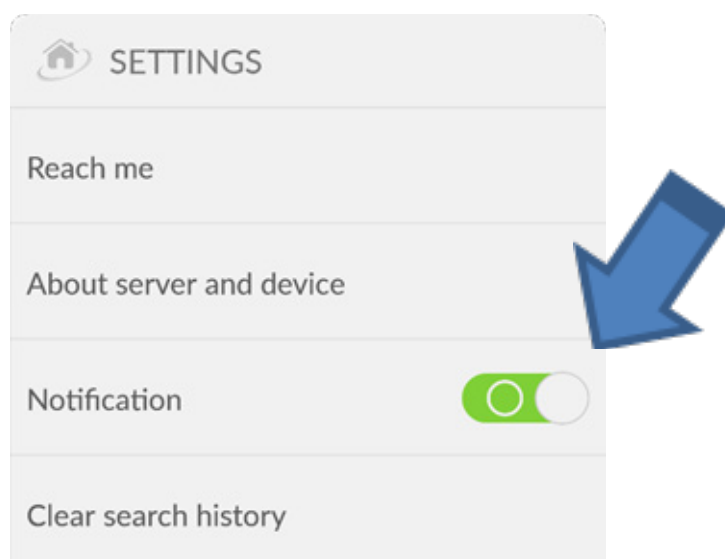 SETTINGS
Reach me
About server and device
Notification
Clear search history